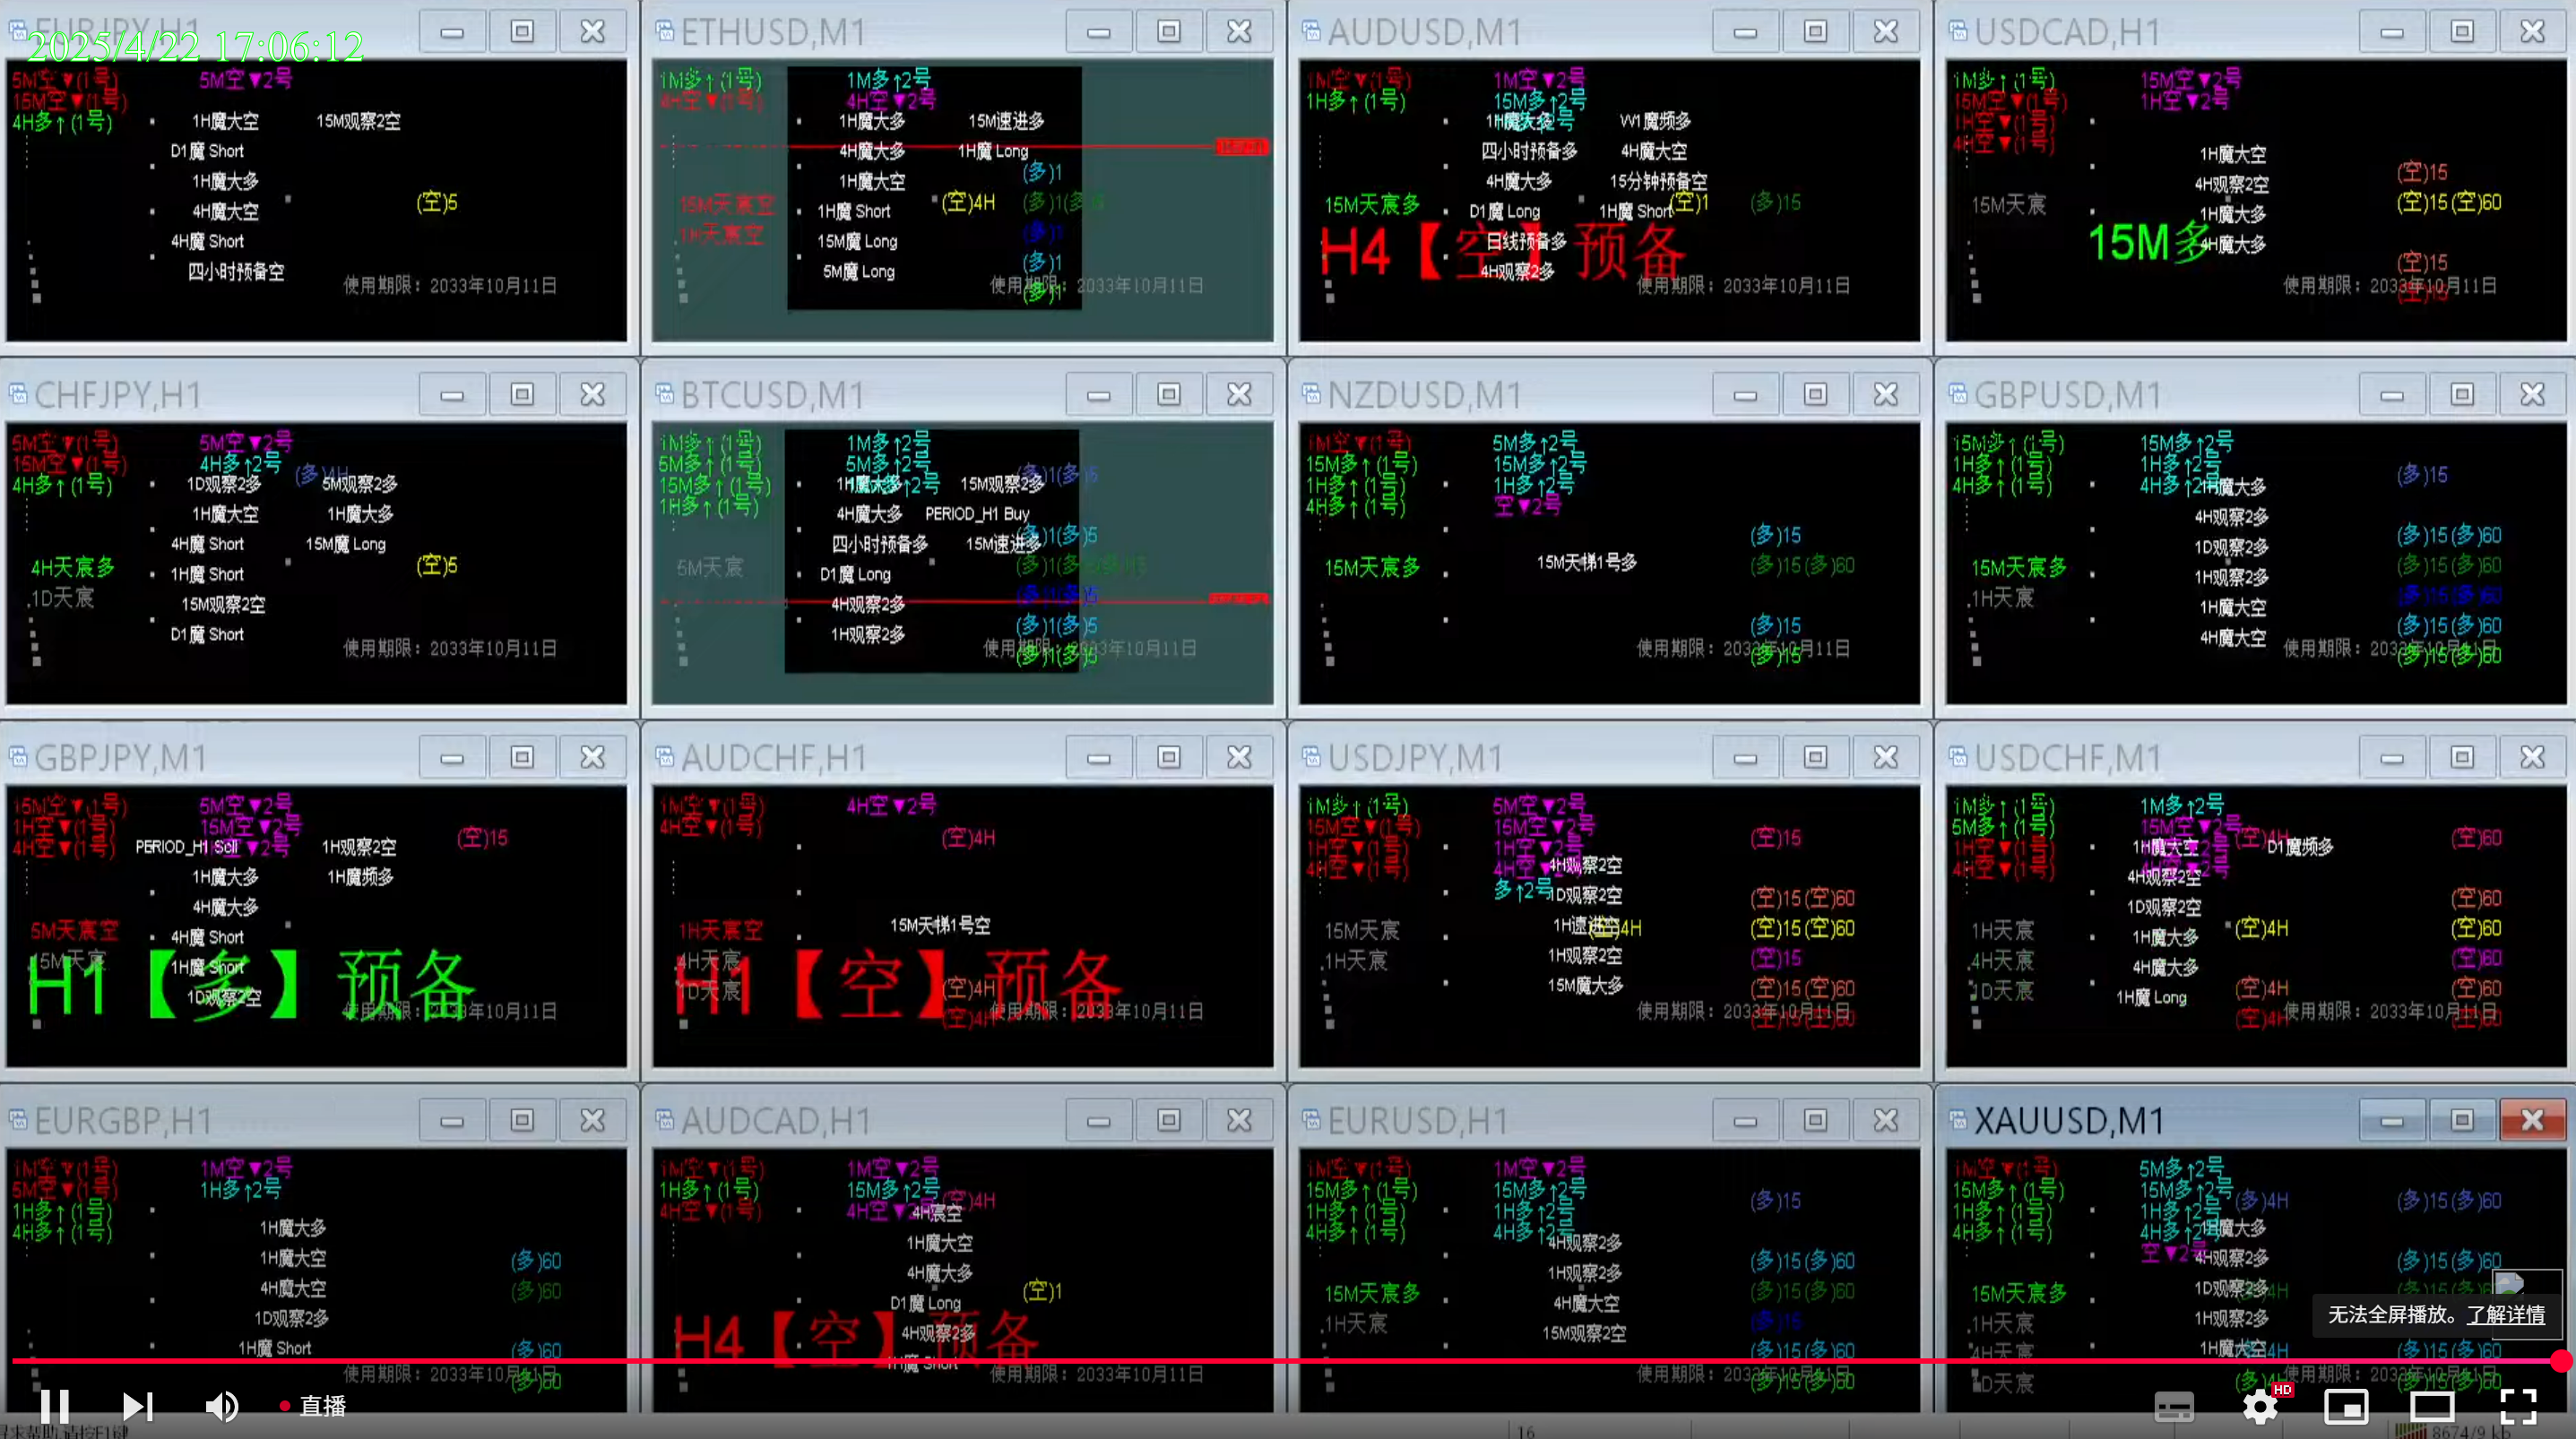 EURJPY,H1
2025/4/22 17:06:12
5M空▼(1号)
15M空▼(1号)
4H多↑(1号)
5M空▼2号
1H魔大空 15M观察2空
D1魔 Short
1H魔大多
4H魔大空 (空)5
4H魔 Short
四小时预备空
使用期限：2033年10月11日
ETHUSD,M1
1M多↑(1号)
4H空▼(1号)
1M多↑2号
4H空▼2号
1H魔大多 15M速进多
4H魔大多 1H魔 Long
(多)1
1H魔大空
15M天宸空
1H天宸空
1H魔 Short (空)4H
15M魔 Long (多)1
5M魔 Long (多)1
使用期限：2033年10月11日
(多)1
AUDUSD,M1
1M空▼(1号)
1H多↑(1号)
1M空▼2号
15M多↑2号
1H魔大多 W1魔频多
四小时预备多 4H魔大空
4H魔大多 15分钟预备空
15M天宸多
D1魔 Long 1H魔 Short (空)1 (多)15
日线预备多
H4【空】预备
4H观察2多
使用期限：2033年10月11日
USDCAD,H1
1M多↑(1号)
15M空▼(1号)
1H空▼(1号)
4H空▼(1号)
15M空▼2号
1H空▼2号
1H魔大空
4H观察2空
1H魔大多
4H魔大多
15M天宸
15M多
(空)15
(空)15(空)60
(空)15
(空)15
使用期限：2033年10月11日
CHFJPY,H1
5M空▼(1号)
15M空▼(1号)
4H多↑(1号)
5M空▼2号
4H多↑2号
(多)4H
1D观察2多 5M观察2多
1H魔大空 1H魔大多
4H魔 Short 15M魔 Long
4H天宸多
1D天宸
1H魔 Short (空)5
15M观察2空
D1魔 Short
使用期限：2033年10月11日
BTCUSD,M1
1M多↑(1号)
5M多↑(1号)
15M多↑(1号)
1H多↑(1号)
1M多↑2号
5M多↑2号
1H魔大多 15M观察2多
(多)1(多)5
4H魔大多 PERIOD_H1 Buy
四小时预备多 15M速进多
(多)1(多)5
5M天宸
D1魔 Long
4H观察2多
(多)1(多)5
1H观察2多
(多)1(多)5
使用期限：2033年10月11日
(多)1(多)5
NZDUSD,M1
1M空▼(1号)
15M多↑(1号)
1H多↑(1号)
4H多↑(1号)
5M多↑2号
15M多↑2号
1H多↑2号
空▼2号
15M天宸多
15M天梯1号多
(多)15
(多)15(多)60
(多)15
使用期限：2033年10月11日
(多)15
GBPUSD,M1
15M多↑(1号)
1H多↑(1号)
4H多↑(1号)
15M多↑2号
1H多↑2号
4H多↑2号
1H魔大多
4H观察2多
1D观察2多
1H观察2多
1H魔大空
4H魔大空
15M天宸多
1H天宸
(多)15
(多)15(多)60
(多)15(多)60
(多)15(多)60
(多)15(多)60
使用期限：2033年10月11日
(多)15(多)60
GBPJPY,M1
15M空▼(1号)
1H空▼(1号)
4H空▼(1号)
5M空▼2号
15M空▼2号
1H空▼2号
(空)15
PERIOD_H1 Sell 1H观察2空
1H魔大多 1H魔频多
4H魔大多
4H魔 Short
1H魔 Short
1D观察2空
5M天宸空
15M天宸
H1【多】预备
使用期限：2033年10月11日
AUDCHF,H1
1M空▼(1号)
4H空▼(1号)
4H空▼2号
(空)4H
15M天梯1号空
1H天宸空
4H天宸
1D天宸
H1【空】预备
(空)4H
(空)4H
使用期限：2033年10月11日
USDJPY,M1
1M多↑(1号)
15M空▼(1号)
1H空▼(1号)
4H空▼(1号)
5M空▼2号
15M空▼2号
1H空▼2号
4H空▼2号
多↑2号
4H观察2空
1D观察2空
1H速进空 (空)4H
1H观察2空
15M魔大多
15M天宸
1H天宸
(空)15
(空)15(空)60
(空)15(空)60
(空)15
(空)15(空)60
(空)15(空)60
使用期限：2033年10月11日
USDCHF,M1
1M多↑(1号)
5M多↑(1号)
1H空▼(1号)
4H空▼(1号)
1M多↑2号
15M空▼2号
(空)4H
1H魔大空 D1魔频多
4H观察2空
1D观察2空
1H魔大多
4H魔大多
1H魔 Long
1H天宸
4H天宸
1D天宸
(空)4H
(空)4H
(空)4H
(空)60
(空)60
(空)60
(空)60
(空)60
(空)60
使用期限：2033年10月11日
EURGBP,H1
1M空▼(1号)
5M空▼(1号)
1H多↑(1号)
4H多↑(1号)
1M空▼2号
1H多↑2号
1H魔大多
1H魔大空
4H魔大空
1D观察2多
1H魔 Short
(多)60
(多)60
(多)60
使用期限：2033年10月11日
(多)60
AUDCAD,H1
1M空▼(1号)
1H多↑(1号)
4H空▼(1号)
1M空▼2号
15M多↑2号
4H空▼2号
(空)4H
4H宸空
1H魔大空
4H魔大多
D1魔 Long (空)1
4H观察2多
H4【空】预备
1H魔 Short
使用期限：2033年10月11日
EURUSD,H1
1M空▼(1号)
15M多↑(1号)
1H多↑(1号)
4H多↑(1号)
1M空▼2号
15M多↑2号
1H多↑2号
4H多↑2号
4H观察2多
1H观察2多
4H魔大空
15M观察2空
15M天宸多
1H天宸
(多)15
(多)15(多)60
(多)15(多)60
(多)15
(多)15(多)60
使用期限：2033年10月11日
(多)15(多)60
XAUUSD,M1
1M空▼(1号)
15M多↑(1号)
1H多↑(1号)
4H多↑(1号)
5M多↑2号
15M多↑2号
1H多↑2号
4H多↑2号
空▼2号
(多)4H
1H魔大多
4H观察2多
1D观察2多
1H观察2多
1H魔大空
15M天宸多
1H天宸
4H天宸
1D天宸
(多)15(多)60
(多)15(多)60
(多)15(多)60
使用期限：2033年10月11日
(多)15(多)60
无法全屏播放。了解详情
直播
HD
16
8674/9 kb